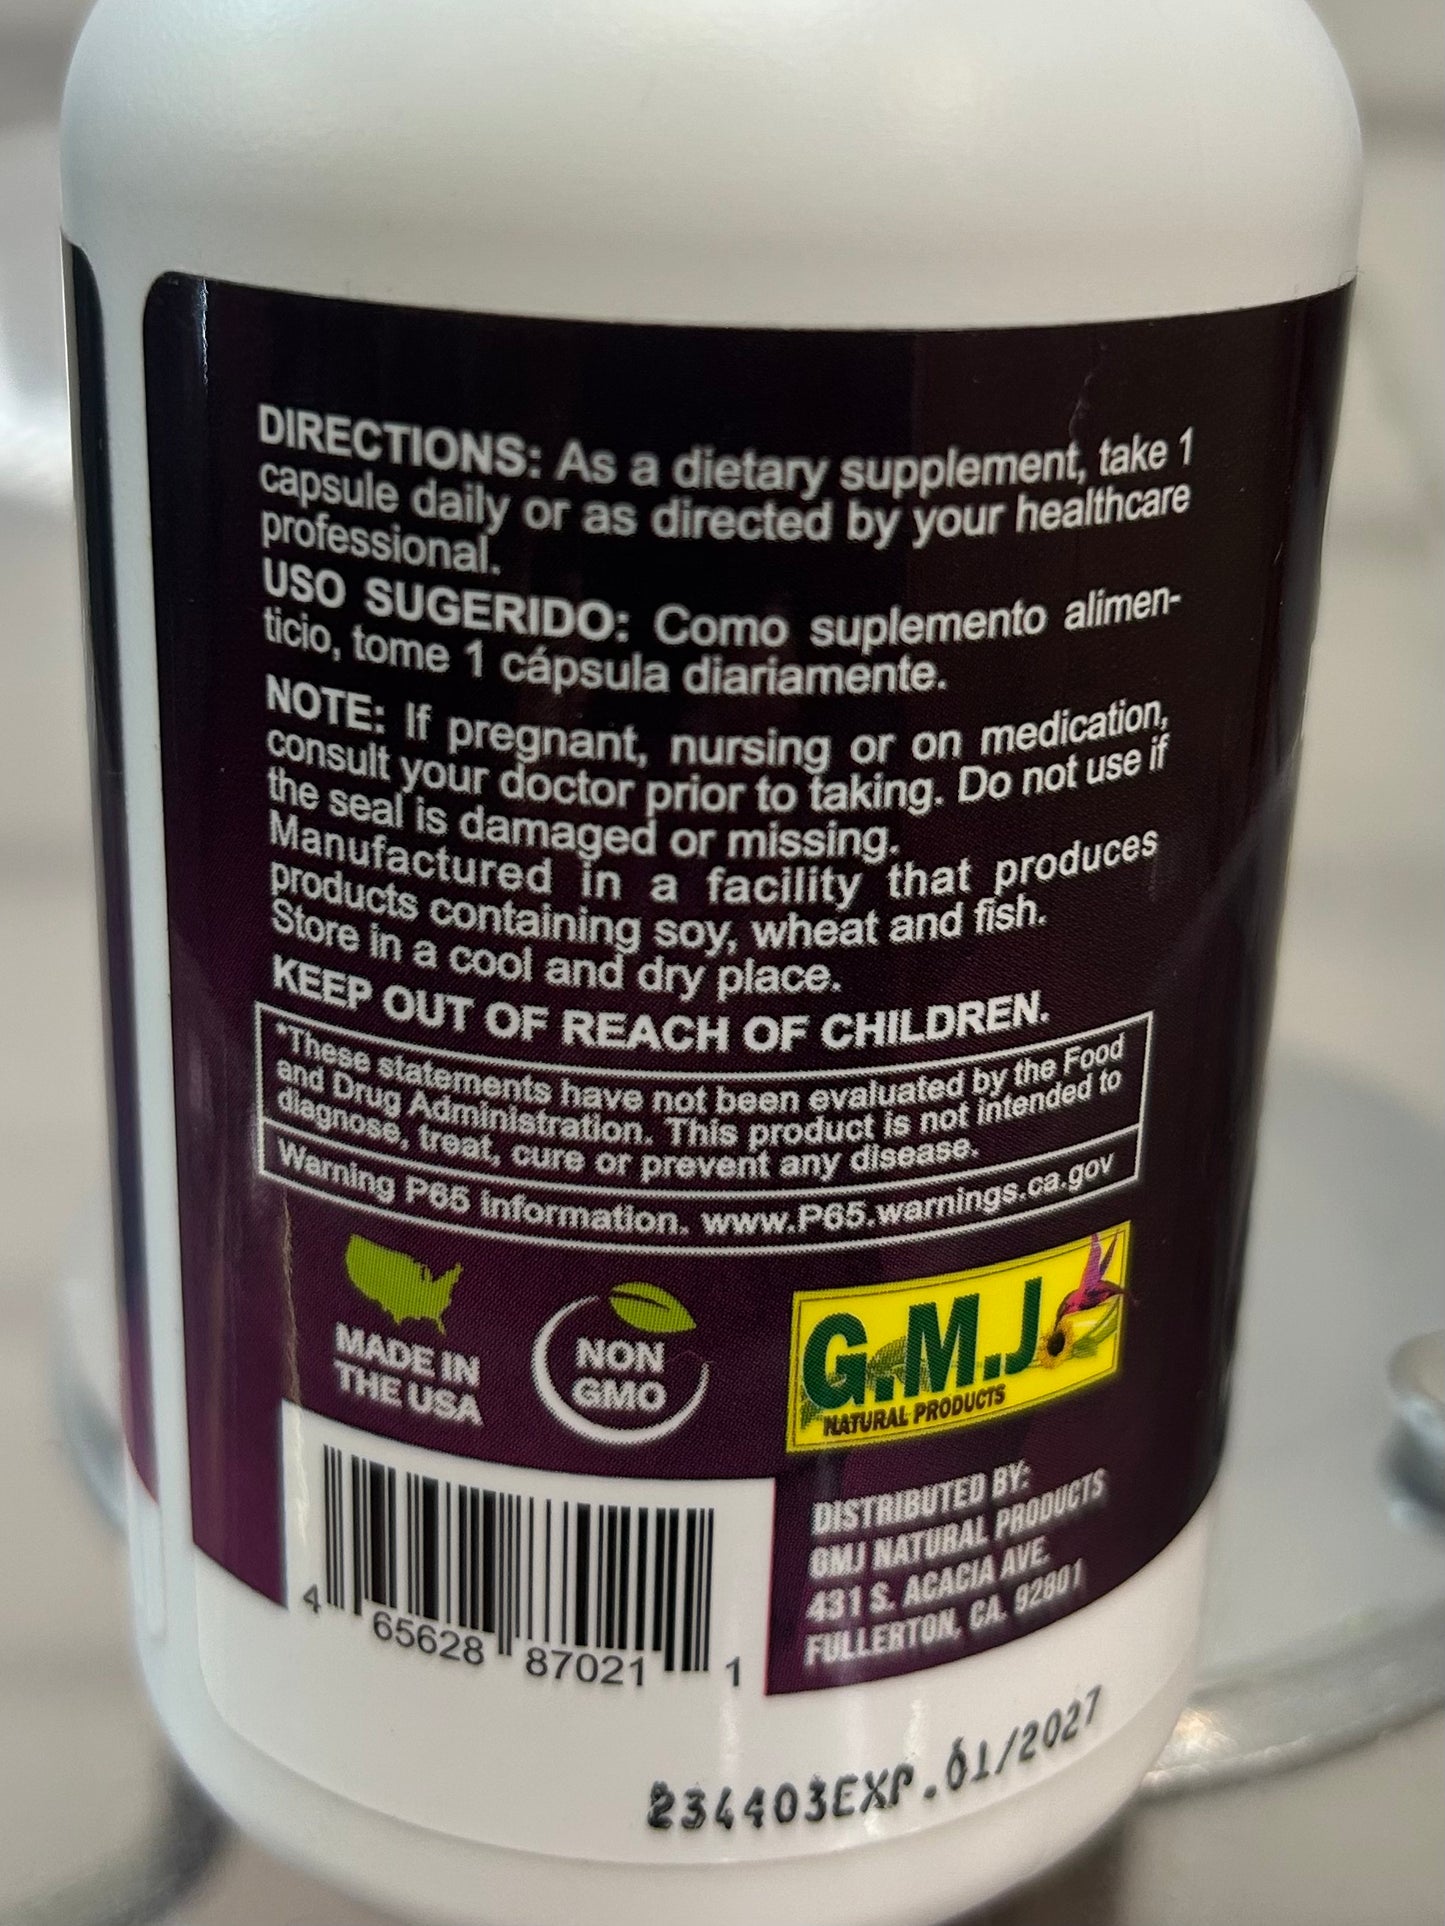 DIRECTIONS: As a dietary supplement, take 1
capsule daily or as directed by your healthcare
professional.
USO SUGERIDO: Como suplemento alimen-
ticio, tome 1 cápsula diariamente.
NOTE: If pregnant, nursing or on medication,
consult your doctor prior to taking. Do not use if
the seal is damaged or missing.
Manufactured in a facility that produces
products containing soy, wheat and fish.
Store in a cool and dry place.
KEEP OUT OF REACH OF CHILDREN.
*These statements have not been evaluated by the Food
and Drug Administration. This product is not intended to
diagnose, treat, cure or prevent any disease.
Warning P65 information. www.P65.warnings.ca.gov
MADE IN
THE USA
NON
GMO
G.M.J
NATURAL PRODUCTS
DISTRIBUTED BY:
GMJ NATURAL PRODUCTS
431 S. ACACIA AVE.
FULLERTON, CA. 92801
4 65628 87021 1
234403EXP.01/2027